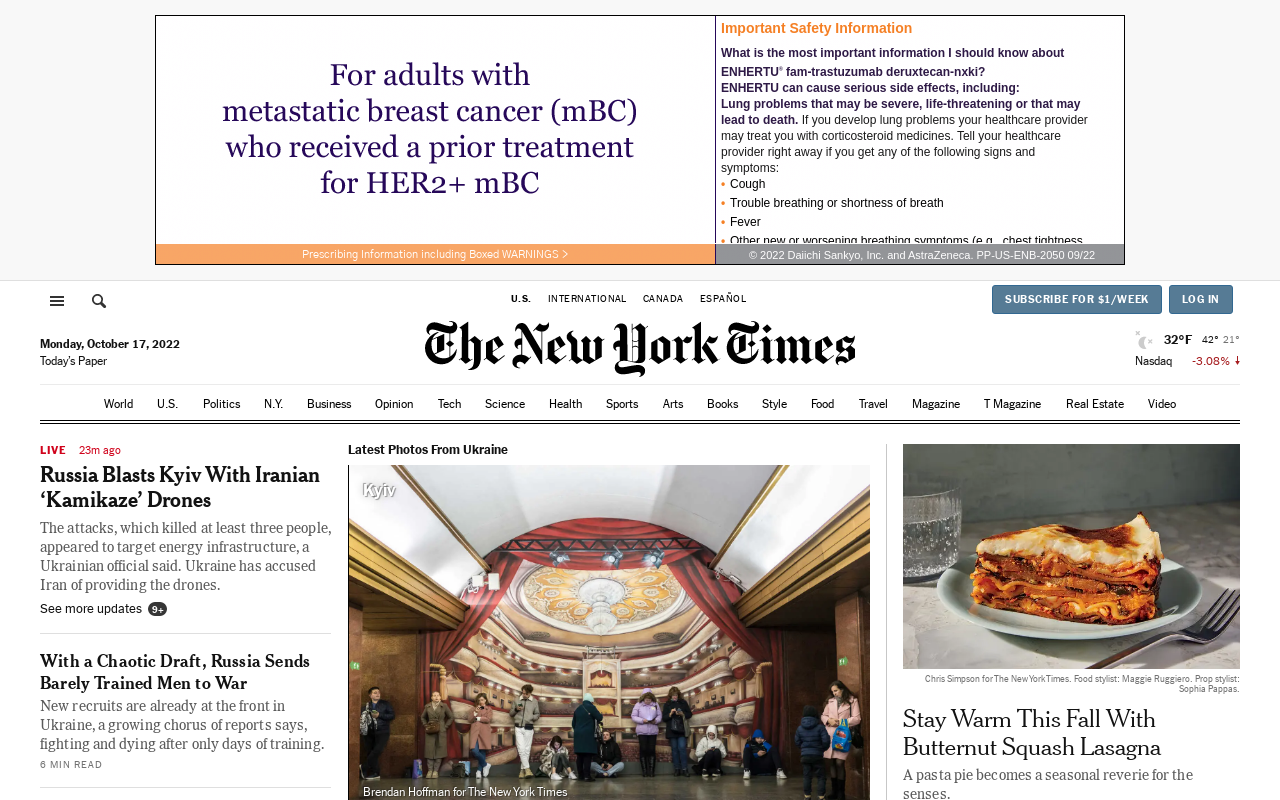 For adults with
metastatic breast cancer (mBC)
who received a prior treatment
for HER2+ mBC
Prescribing Information including Boxed WARNINGS >
Important Safety Information
What is the most important information I should know about
ENHERTU® fam-trastuzumab deruxtecan-nxki?
ENHERTU can cause serious side effects, including:
Lung problems that may be severe, life-threatening or that may
lead to death. If you develop lung problems your healthcare provider
may treat you with corticosteroid medicines. Tell your healthcare
provider right away if you get any of the following signs and
symptoms:
• Cough
• Trouble breathing or shortness of breath
• Fever
• Other new or worsening breathing symptoms (e.g., chest tightness,
© 2022 Daiichi Sankyo, Inc. and AstraZeneca. PP-US-ENB-2050 09/22
U.S. INTERNATIONAL CANADA ESPAÑOL
SUBSCRIBE FOR $1/WEEK LOG IN
The New York Times
Monday, October 17, 2022
Today's Paper
32°F 42° 21°
Nasdaq -3.08% ↓
World U.S. Politics N.Y. Business Opinion Tech Science Health Sports Arts Books Style Food Travel Magazine T Magazine Real Estate Video
LIVE 23m ago
Russia Blasts Kyiv With Iranian
‘Kamikaze’ Drones
The attacks, which killed at least three people,
appeared to target energy infrastructure, a
Ukrainian official said. Ukraine has accused
Iran of providing the drones.
See more updates 9+
With a Chaotic Draft, Russia Sends
Barely Trained Men to War
New recruits are already at the front in
Ukraine, a growing chorus of reports says,
fighting and dying after only days of training.
6 MIN READ
Latest Photos From Ukraine
Kyiv
Brendan Hoffman for The New York Times
Chris Simpson for The New York Times. Food stylist: Maggie Ruggiero. Prop stylist:
Sophia Pappas.
Stay Warm This Fall With
Butternut Squash Lasagna
A pasta pie becomes a seasonal reverie for the
senses.